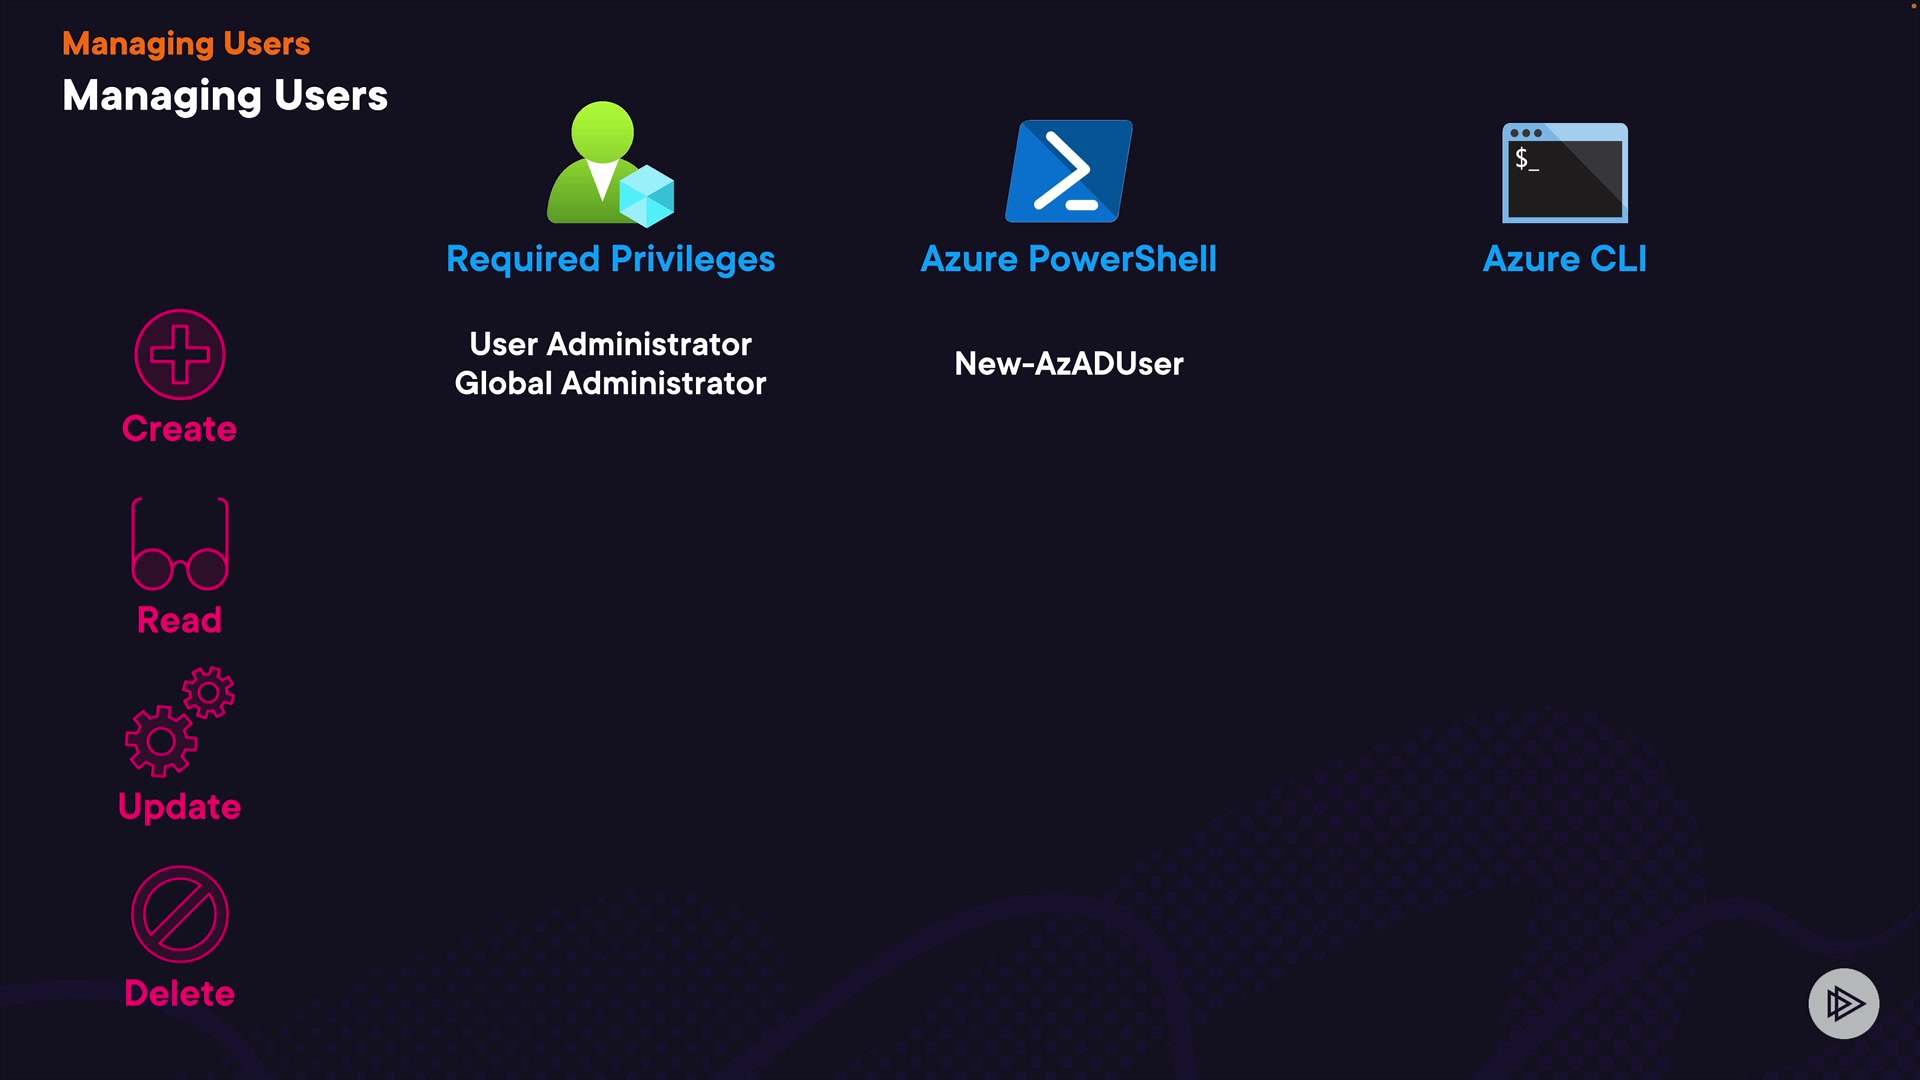 Managing Users
Managing Users
$_
Required Privileges
Azure PowerShell
Azure CLI
User Administrator
Global Administrator
New-AzADUser
Create
Read
Update
Delete